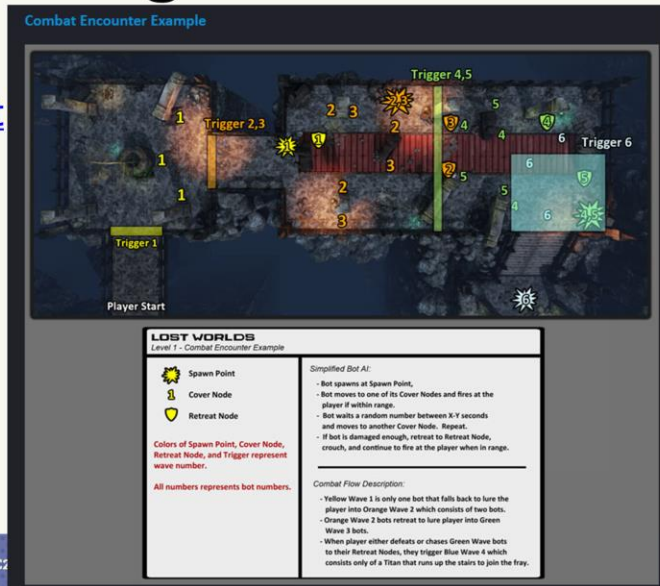 Combat Encounter Example
Trigger 4,5
2 3
2,3
5
1
Trigger 2,3
2
3
4
4
1
1
4
6
Trigger 6
1
3
2
5
6
5
2
5
1
3
4
6
4,5
Trigger 1
Player Start
6
LOST WORLDS
Level 1 - Combat Encounter Example
Spawn Point
1 Cover Node
Retreat Node
Colors of Spawn Point, Cover Node,
Retreat Node, and Trigger represent
wave number.
All numbers represents bot numbers.
Simplified Bot AI:
- Bot spawns at Spawn Point,
- Bot moves to one of its Cover Nodes and fires at the
player if within range.
- Bot waits a random number between X-Y seconds
and moves to another Cover Node. Repeat.
- If bot is damaged enough, retreat to Retreat Node,
crouch, and continue to fire at the player when in range.
Combat Flow Description:
- Yellow Wave 1 is only one bot that falls back to lure the
player into Orange Wave 2 which consists of two bots.
- Orange Wave 2 bots retreat to lure player into Green
Wave 3 bots.
- When player either defeats or chases Green Wave bots
to their Retreat Nodes, they trigger Blue Wave 4 which
consists only of a Titan that runs up the stairs to join the fray.